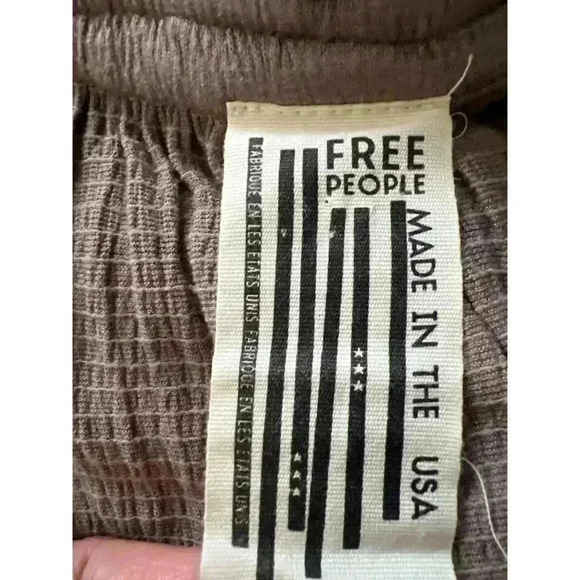 FREE
PEOPLE
MADE IN THE USA
FABRIQUE EN LES ETATS UNIS FABRIQUE EN LES ETATS UNIS